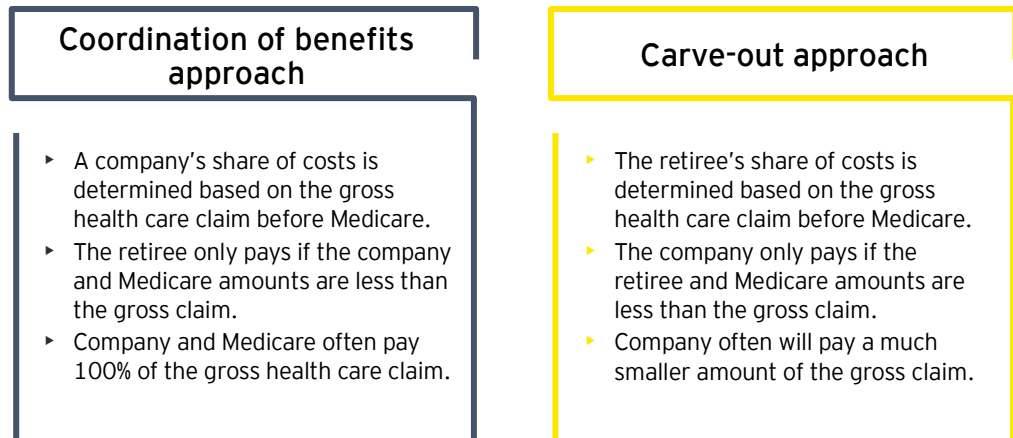 Coordination of benefits
approach
▸ A company's share of costs is
determined based on the gross
health care claim before Medicare.
▸ The retiree only pays if the company
and Medicare amounts are less than
the gross claim.
▸ Company and Medicare often pay
100% of the gross health care claim.
Carve-out approach
▸ The retiree's share of costs is
determined based on the gross
health care claim before Medicare.
▸ The company only pays if the
retiree and Medicare amounts are
less than the gross claim.
▸ Company often will pay a much
smaller amount of the gross claim.